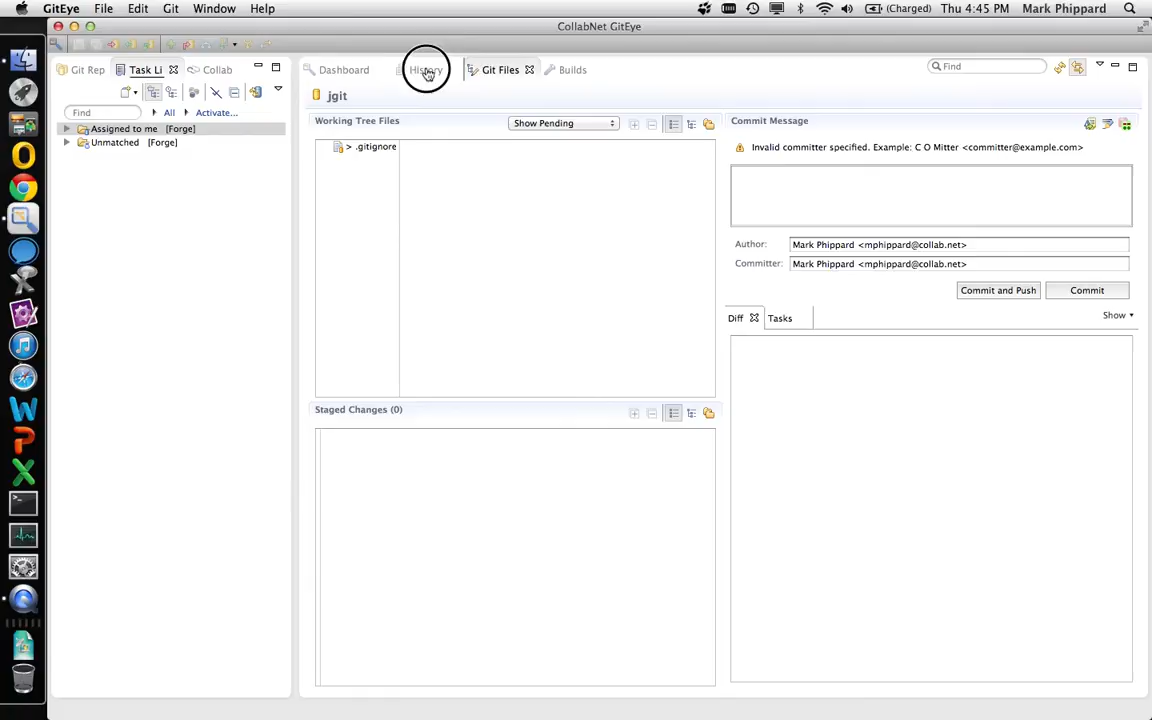 GitEye File Edit Git Window Help (Charged) Thu 4:45 PM Mark Phippard
CollabNet GitEye
Git Rep Task Li Collab Dashboard History Git Files Builds Find
jgit
Find All Activate...
Working Tree Files Show Pending Commit Message
Assigned to me [Forge]
Unmatched [Forge]
> .gitignore
Invalid committer specified. Example: C O Mitter <committer@example.com>
Author: Mark Phippard <mphippard@collab.net>
Committer: Mark Phippard <mphippard@collab.net>
Commit and Push Commit
Diff Tasks Show
Staged Changes (0)